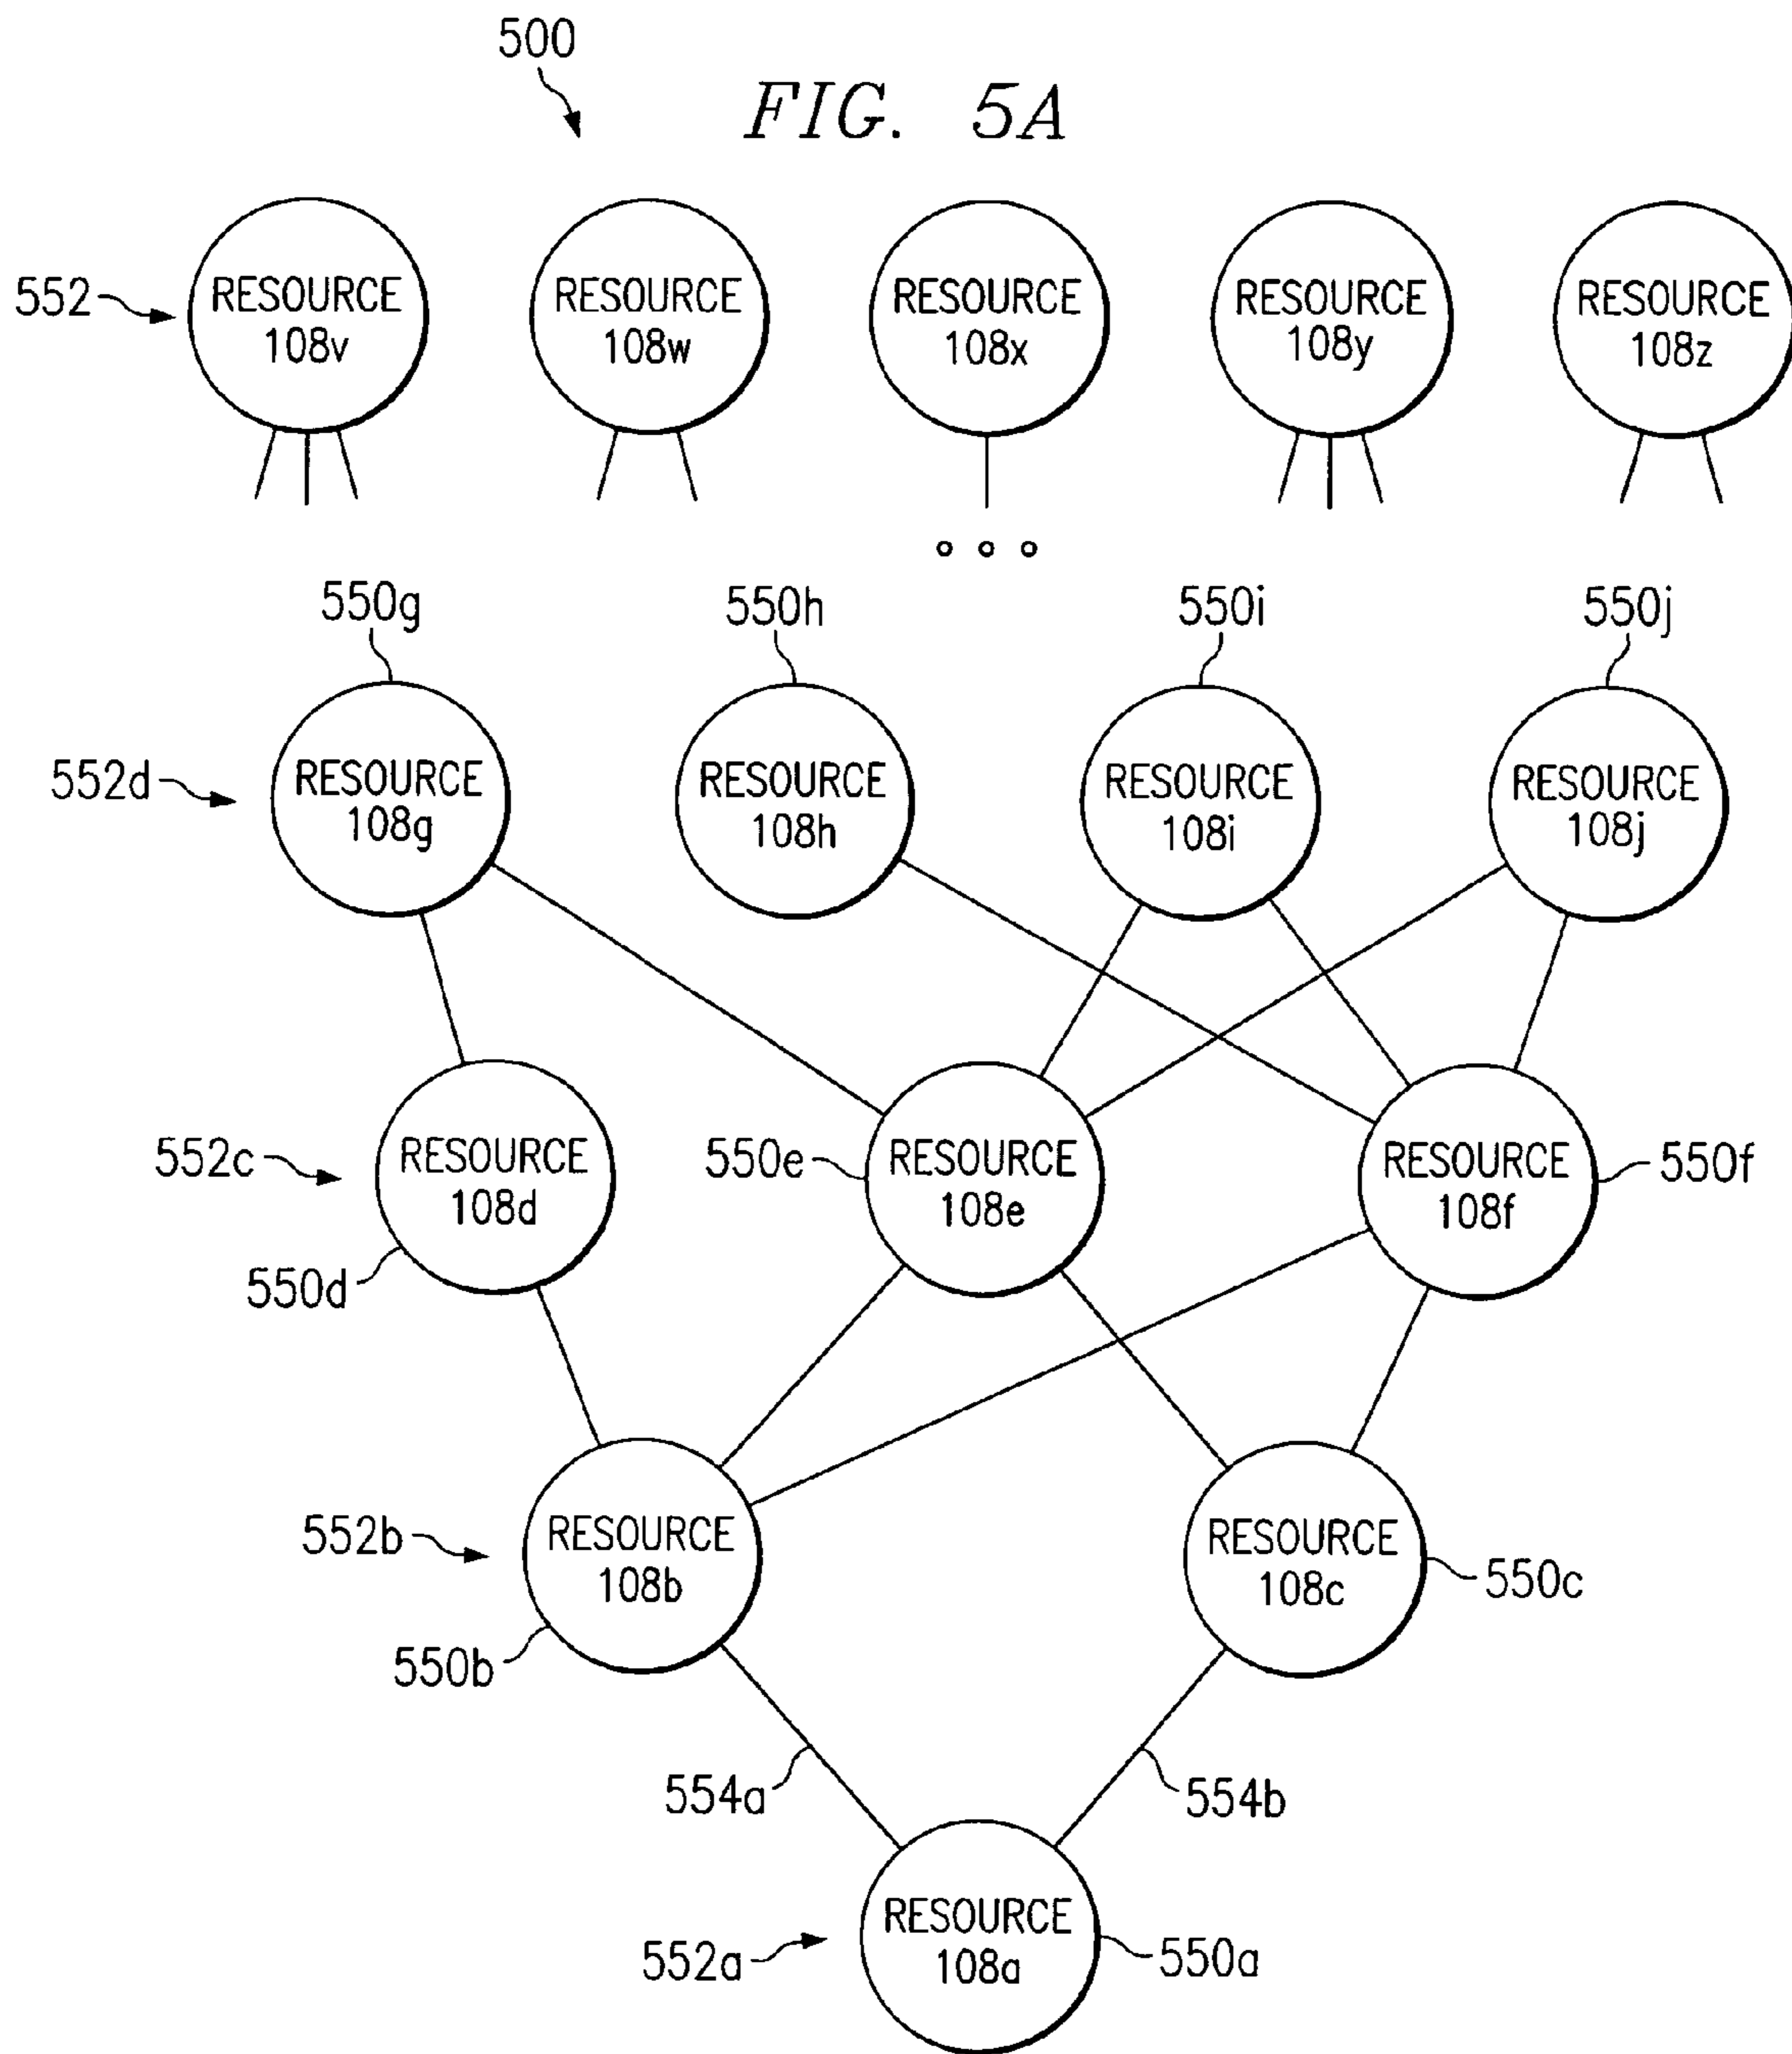 500
FIG. 5A
552
RESOURCE
108v
RESOURCE
108w
RESOURCE
108x
RESOURCE
108y
RESOURCE
108z
550g
550h
550i
550j
552d
RESOURCE
108g
RESOURCE
108h
RESOURCE
108i
RESOURCE
108j
552c
RESOURCE
108d
550d
550e
RESOURCE
108e
RESOURCE
108f
550f
552b
RESOURCE
108b
550b
RESOURCE
108c
550c
554a
554b
552a
RESOURCE
108a
550a